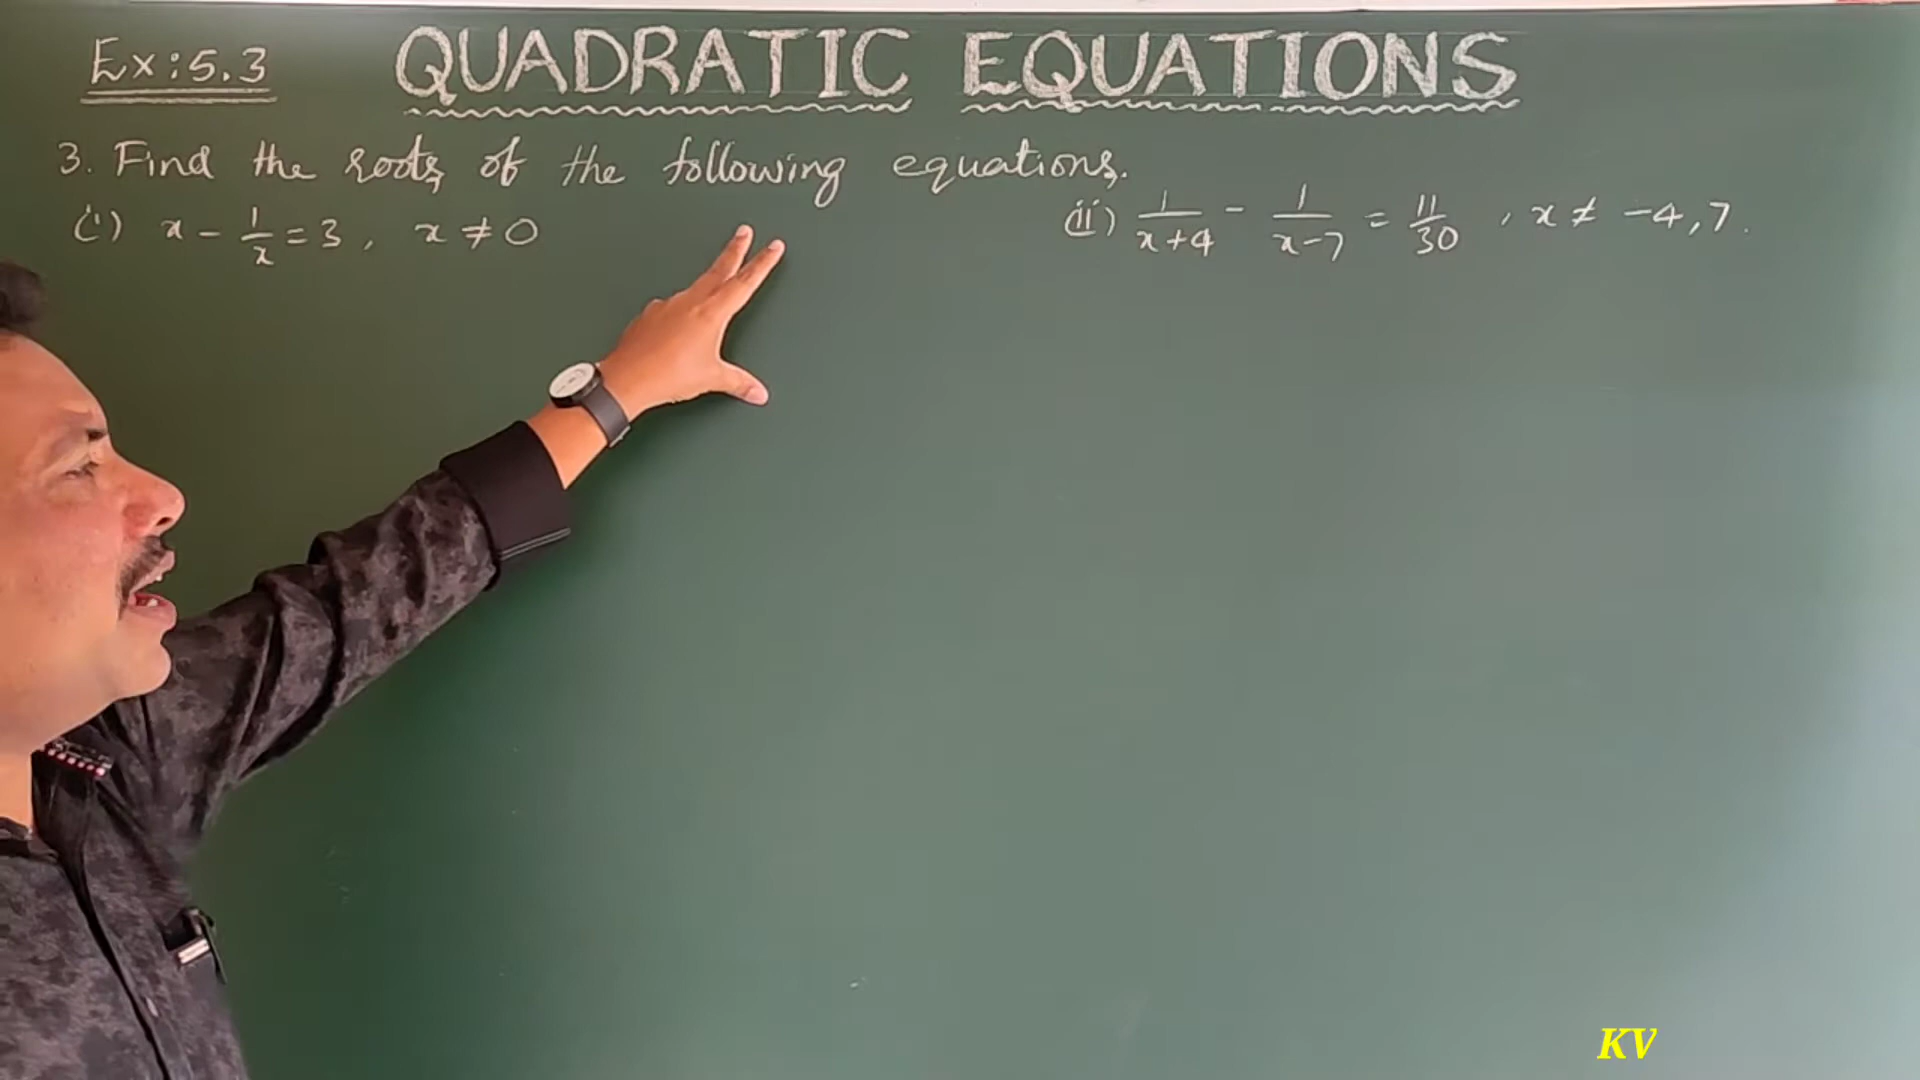 Ex: 5.3 QUADRATIC EQUATIONS
3. Find the roots of the following equations.
(i) x - 1/x = 3, x ≠ 0
(ii) 1/x+4 - 1/x-7 = 11/30, x ≠ -4, 7.
KV